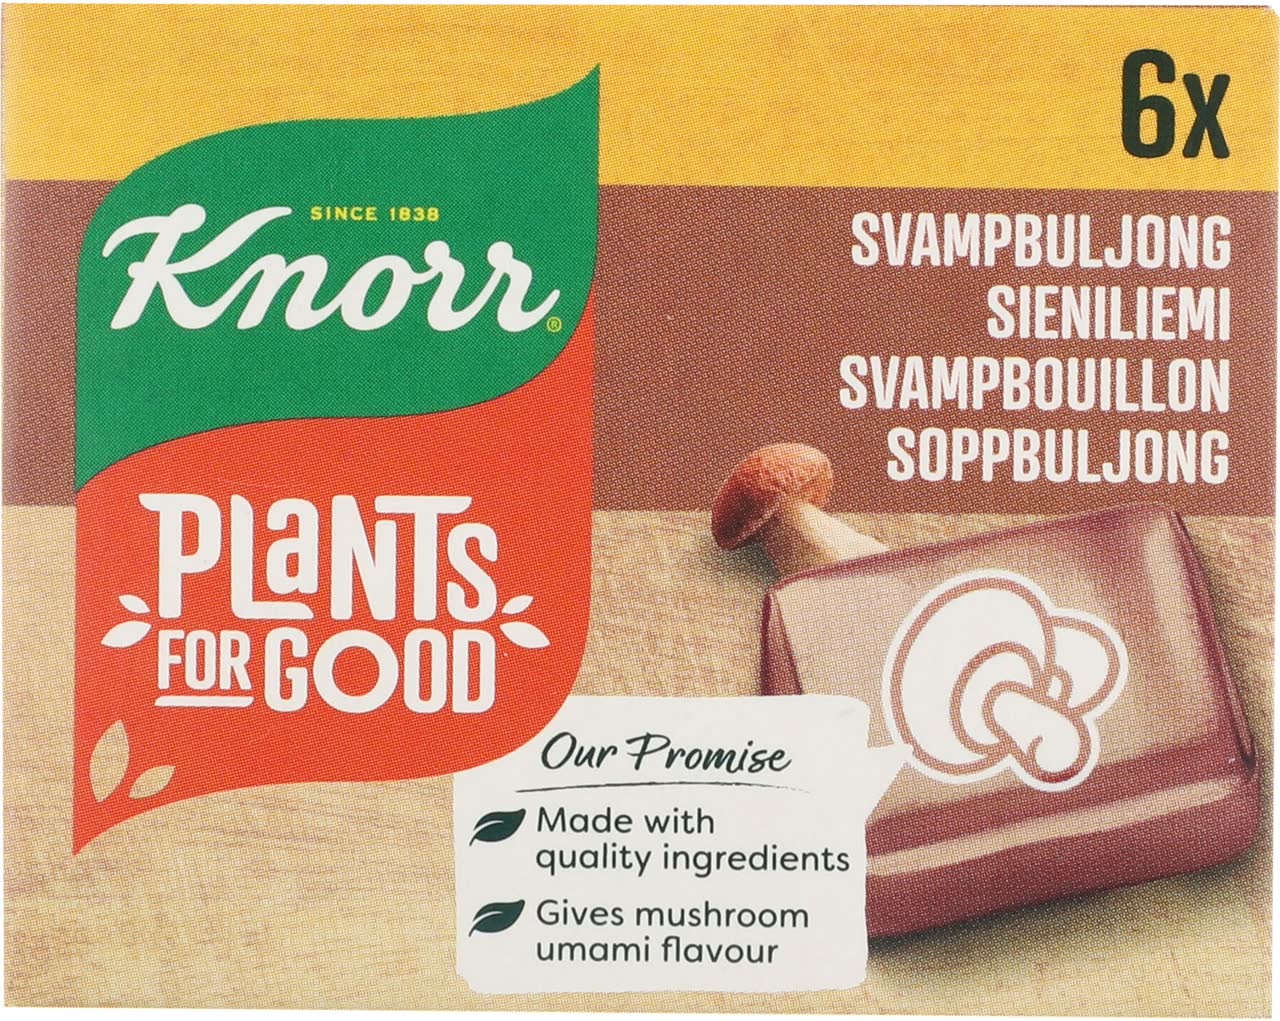 6x
SINCE 1838
Knorr®
SVAMPBULJONG
SIENILIEMI
SVAMPBOUILLON
SOPPBULJONG
PLaNTS
FOR GOOD
Our Promise
Made with
quality ingredients
Gives mushroom
umami flavour